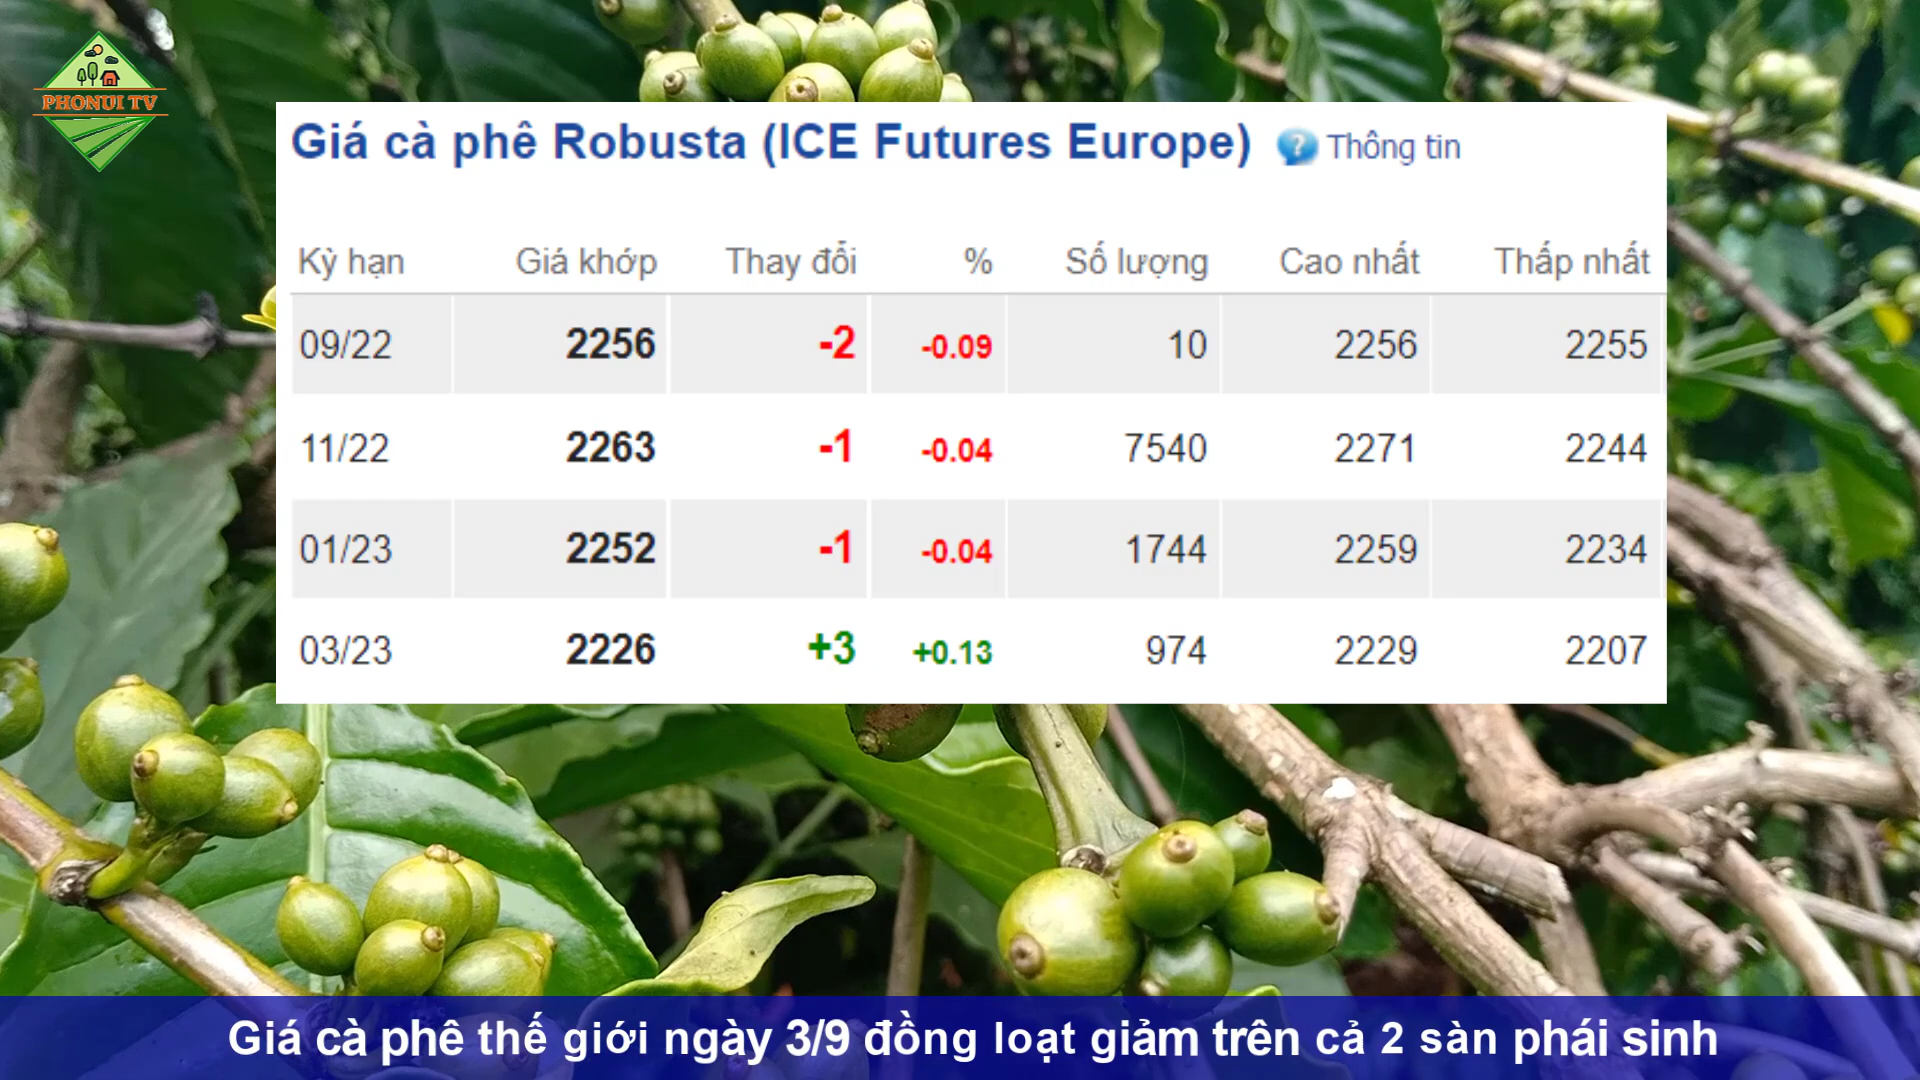 PHONUI TV
Giá cà phê Robusta (ICE Futures Europe) ? Thông tin
Kỳ hạn Giá khớp Thay đổi % Số lượng Cao nhất Thấp nhất
09/22 2256 -2 -0.09 10 2256 2255
11/22 2263 -1 -0.04 7540 2271 2244
01/23 2252 -1 -0.04 1744 2259 2234
03/23 2226 +3 +0.13 974 2229 2207
Giá cà phê thế giới ngày 3/9 đồng loạt giảm trên cả 2 sàn phái sinh